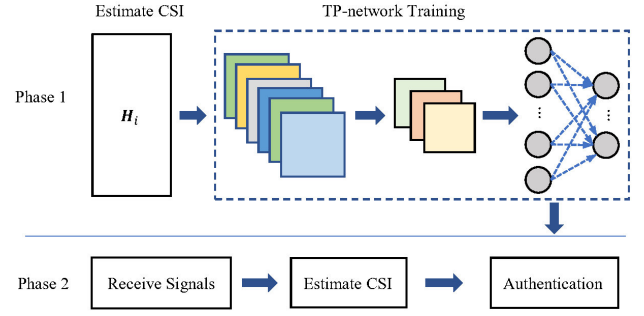 Estimate CSI
TP-network Training
Phase 1
H_i
...
...
Phase 2
Receive Signals
Estimate CSI
Authentication